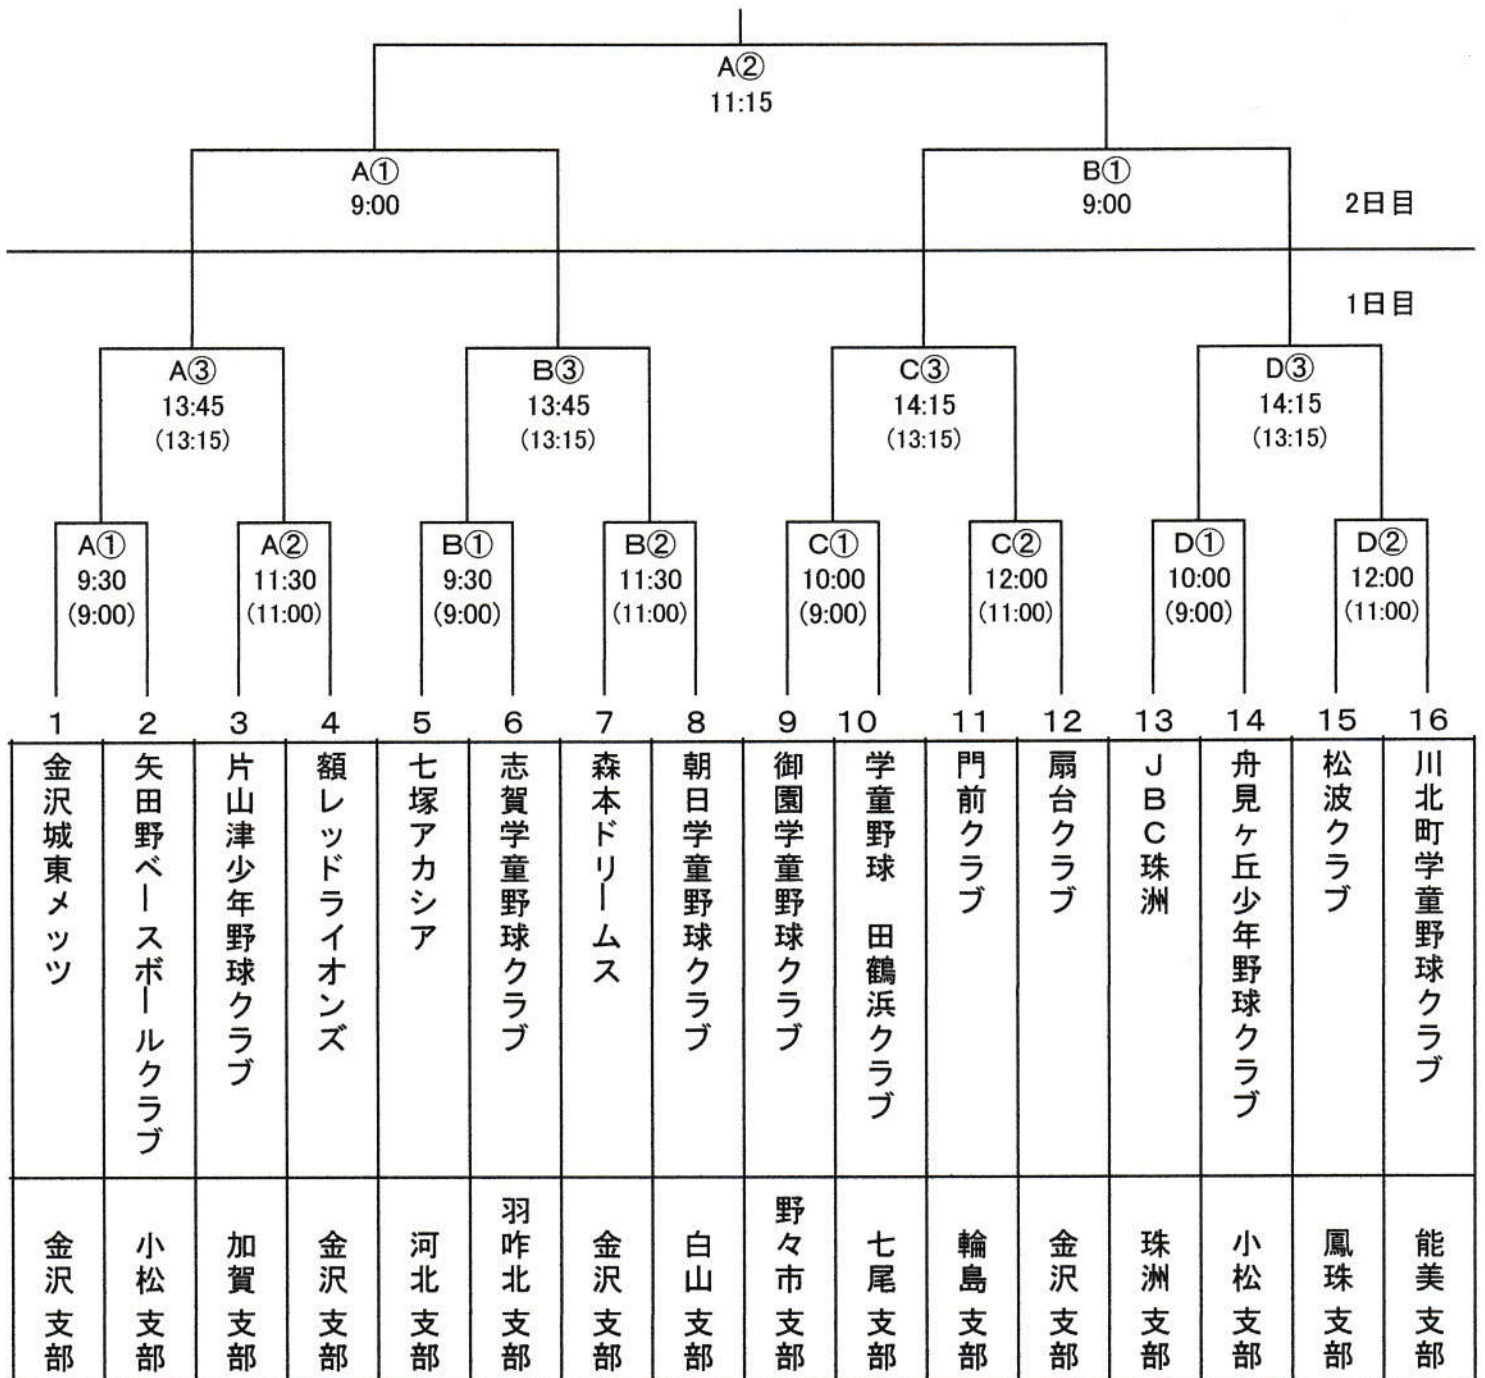 A②
11:15
A①
9:00
B①
9:00
2日目
1日目
A③
13:45
(13:15)
B③
13:45
(13:15)
C③
14:15
(13:15)
D③
14:15
(13:15)
A①
9:30
(9:00)
A②
11:30
(11:00)
B①
9:30
(9:00)
B②
11:30
(11:00)
C①
10:00
(9:00)
C②
12:00
(11:00)
D①
10:00
(9:00)
D②
12:00
(11:00)
1
金沢城東メッツ
金沢支部
2
矢田野ベースボールクラブ
小松支部
3
片山津少年野球クラブ
加賀支部
4
額レッドライオンズ
金沢支部
5
七塚アカシア
河北支部
6
志賀学童野球クラブ
羽咋北支部
7
森本ドリームス
金沢支部
8
朝日学童野球クラブ
白山支部
9
御園学童野球クラブ
野々市支部
10
学童野球 田鶴浜クラブ
七尾支部
11
門前クラブ
輪島支部
12
扇台クラブ
金沢支部
13
JBC珠洲
珠洲支部
14
舟見ヶ丘少年野球クラブ
小松支部
15
松波クラブ
鳳珠支部
16
川北町学童野球クラブ
能美支部